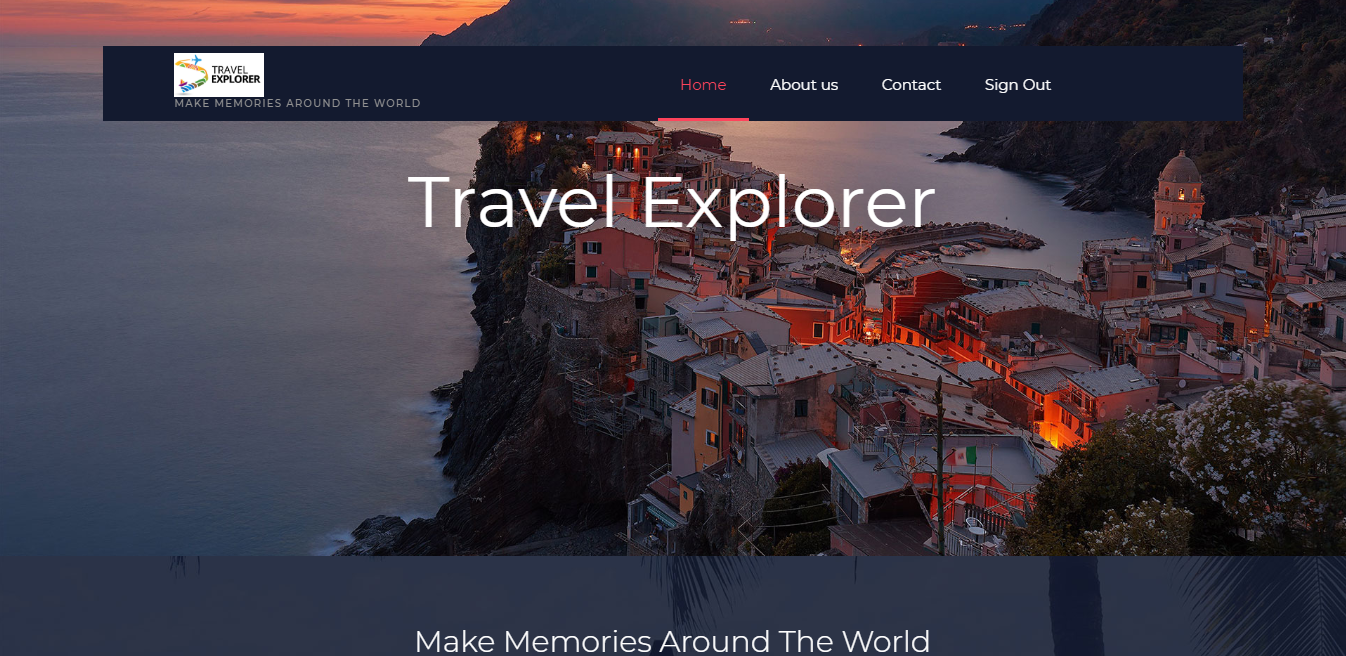 TRAVEL
EXPLORER
MAKE MEMORIES AROUND THE WORLD
Home
About us
Contact
Sign Out
Travel Explorer
Make Memories Around The World